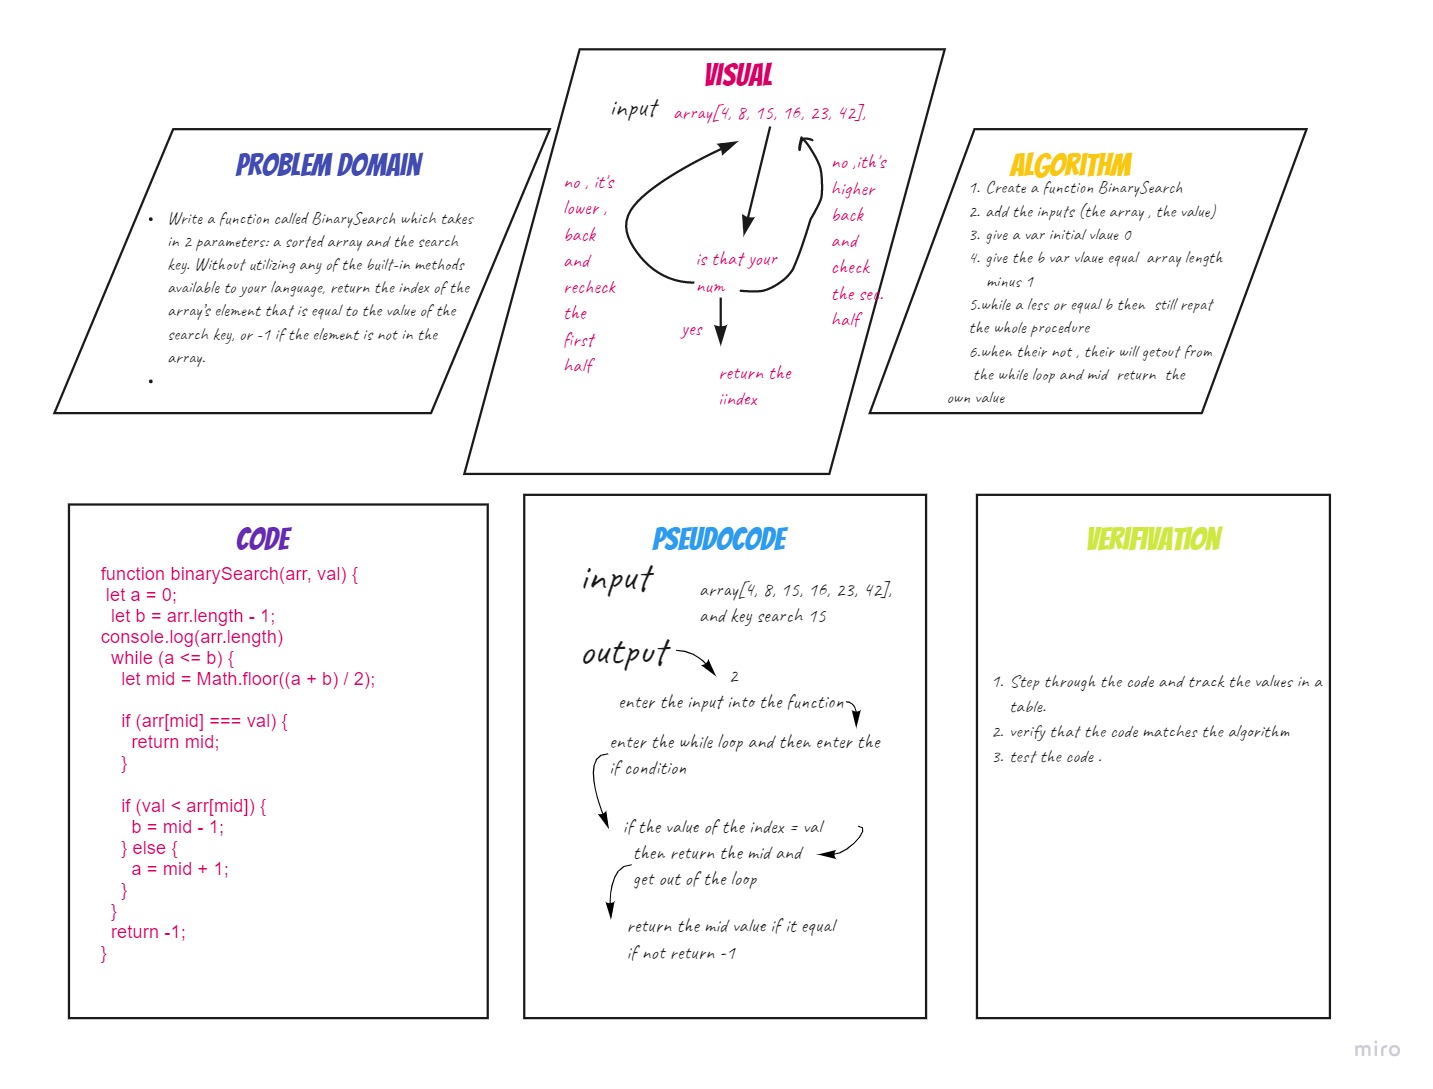 VISUAL
input array[4, 8, 15, 16, 23, 42],
no , it's
lower ,
back
and
recheck
the
first
half
no ,ith's
higher
back
and
check
the sec.
half
is that your
num
yes
return the
iindex
PROBLEM DOMAIN
• Write a function called BinarySearch which takes
in 2 parameters: a sorted array and the search
key. Without utilizing any of the built-in methods
available to your language, return the index of the
array's element that is equal to the value of the
search key, or -1 if the element is not in the
array.
•
ALGORITHM
1. Create a function BinarySearch
2. add the inputs (the array , the value)
3. give a var initial vlaue 0
4. give the b var vlaue equal array length
minus 1
5.while a less or equal b then still repat
the whole procedure
6.when their not , their will getout from
the while loop and mid return the
own value
CODE
function binarySearch(arr, val) {
let a = 0;
let b = arr.length - 1;
console.log(arr.length)
while (a <= b) {
let mid = Math.floor((a + b) / 2);
if (arr[mid] === val) {
return mid;
}
if (val < arr[mid]) {
b = mid - 1;
} else {
a = mid + 1;
}
}
return -1;
}
PSEUDOCODE
input
array[4, 8, 15, 16, 23, 42],
and key search 15
output
2
enter the input into the function
enter the while loop and then enter the
if condition
if the value of the index = val
then return the mid and
get out of the loop
return the mid value if it equal
if not return -1
VERIFIVATION
1. Step through the code and track the values in a
table.
2. verify that the code matches the algorithm
3. test the code .
miro